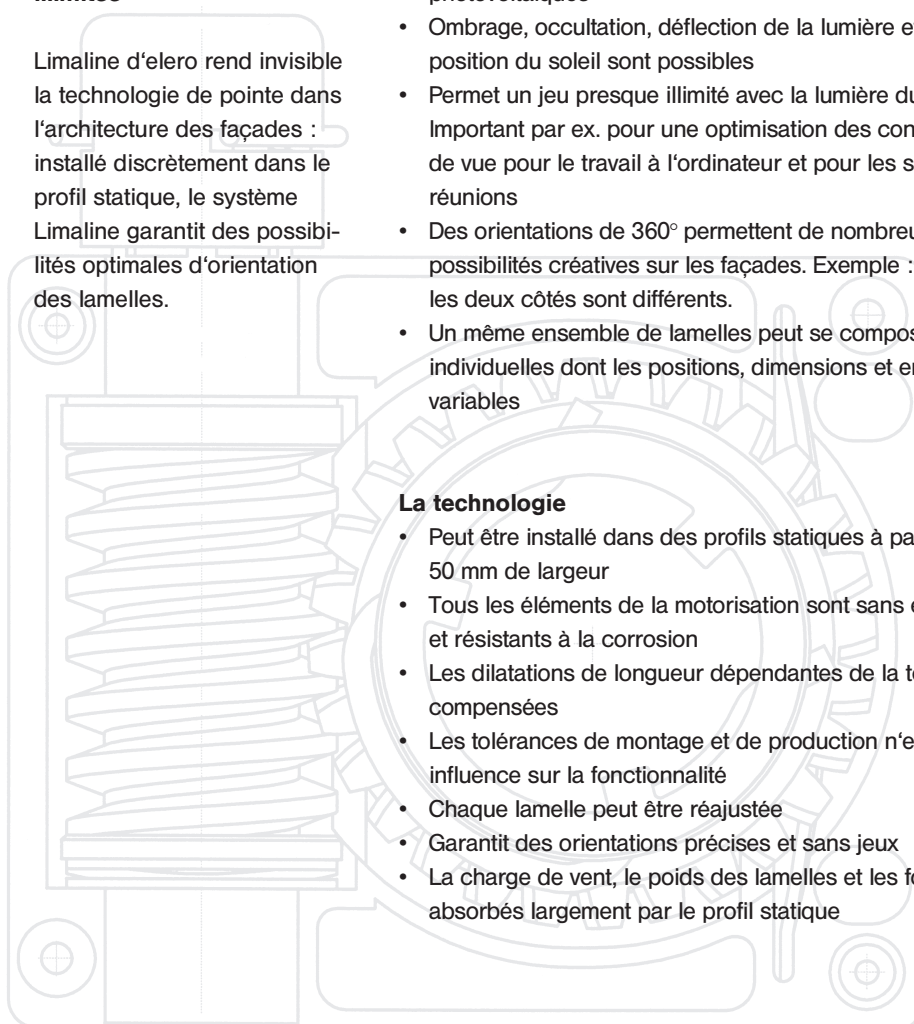 Limaline d‘elero rend invisible
la technologie de pointe dans
l‘architecture des façades :
installé discrètement dans le
profil statique, le système
Limaline garantit des possibi-
lités optimales d‘orientation
des lamelles.
• Ombrage, occultation, déflection de la lumière
position du soleil sont possibles
• Permet un jeu presque illimité avec la lumière
Important par ex. pour une optimisation des
de vue pour le travail à l‘ordinateur et pour les
réunions
• Des orientations de 360° permettent de
possibilités créatives sur les façades. Exemple :
les deux côtés sont différents.
• Un même ensemble de lamelles peut se
individuelles dont les positions, dimensions et
variables
La technologie
• Peut être installé dans des profils statiques à
50 mm de largeur
• Tous les éléments de la motorisation sont sans
et résistants à la corrosion
• Les dilatations de longueur dépendantes de la
compensées
• Les tolérances de montage et de production
influence sur la fonctionnalité
• Chaque lamelle peut être réajustée
• Garantit des orientations précises et sans jeux
• La charge de vent, le poids des lamelles et les
absorbés largement par le profil statique